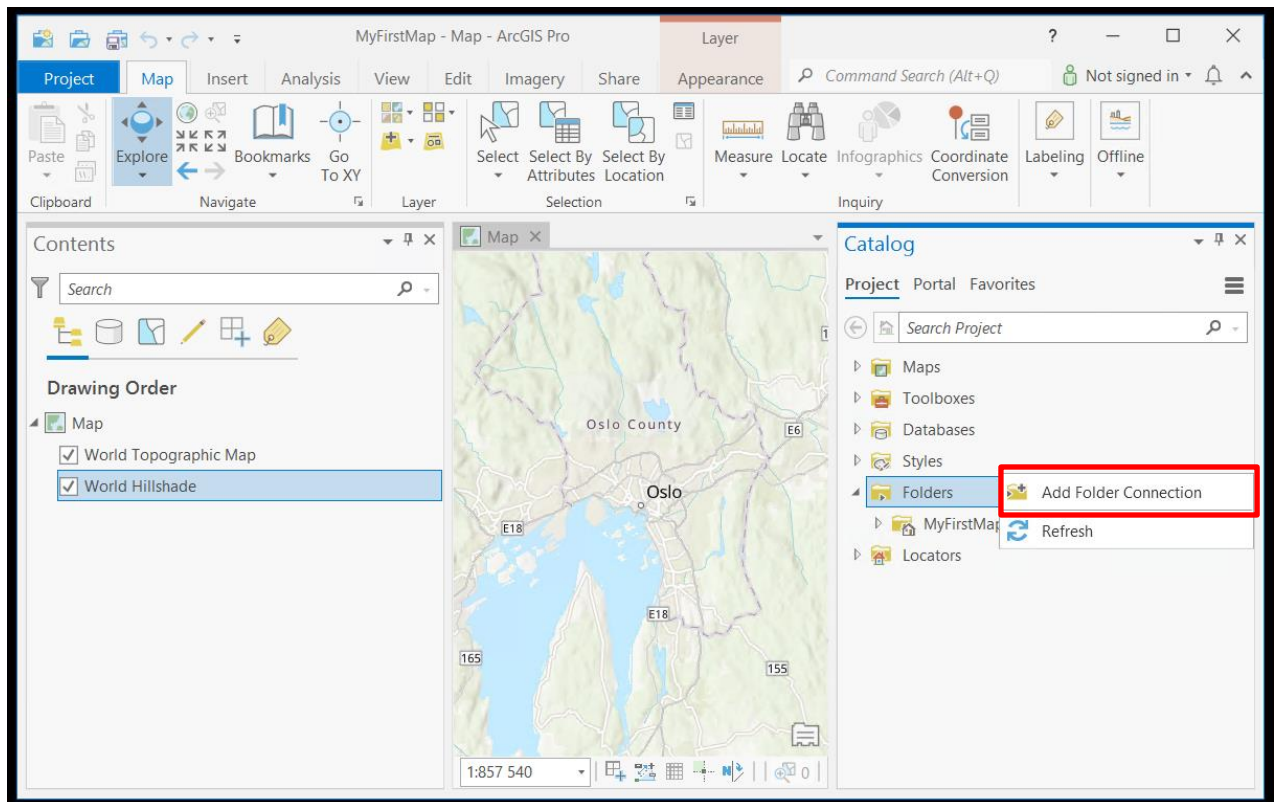 MyFirstMap - Map - ArcGIS Pro
Layer
?
Project Map Insert Analysis View Edit Imagery Share Appearance Command Search (Alt+Q) Not signed in
Paste
Explore
Bookmarks
Go To XY
Select
Select By Attributes
Select By Location
Measure
Locate
Infographics
Coordinate Conversion
Labeling
Offline
Clipboard Navigate Layer Selection Inquiry
Contents
Search
Drawing Order
Map
World Topographic Map
World Hillshade
Map
Oslo County
E6
Oslo
E18
E18
165
155
1:857 540
N
0
Catalog
Project Portal Favorites
Search Project
Maps
Toolboxes
Databases
Styles
Folders
Add Folder Connection
MyFirstMap
Refresh
Locators